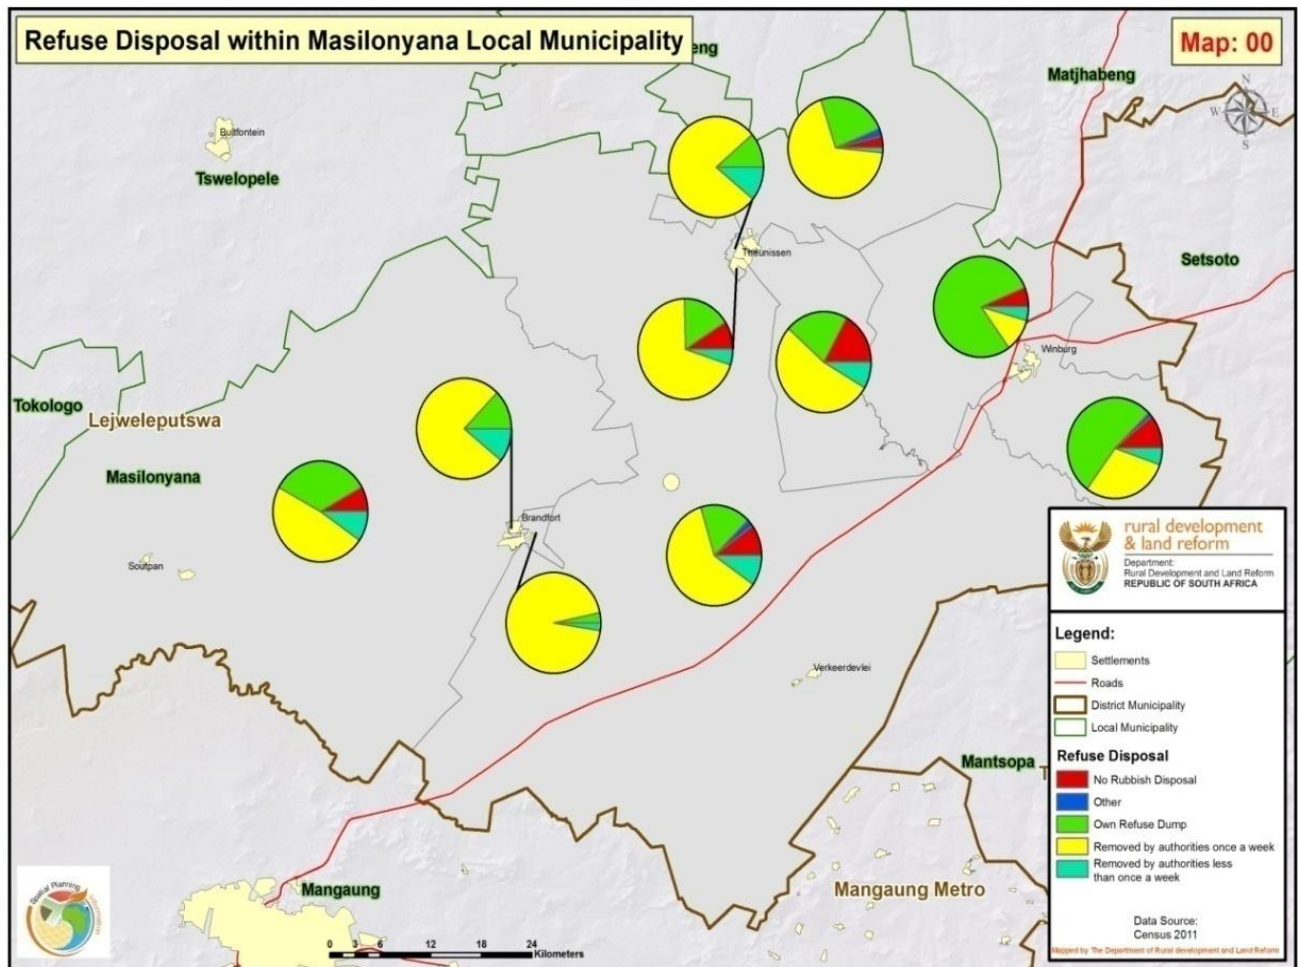 Refuse Disposal within Masilonyana Local Municipality
eng
Map: 00
Matjhabeng
N
W
E
S
Bultfontein
Tswelopele
Theunissen
Setsoto
Winburg
Tokologo
Lejweleputswa
Masilonyana
Brandfort
Soutpan
Verkeerdevlei
Mantsopa
T
Mangaung
Mangaung Metro
rural development
& land reform
Department:
Rural Development and Land Reform
REPUBLIC OF SOUTH AFRICA
Legend:
Settlements
Roads
District Municipality
Local Municipality
Refuse Disposal
No Rubbish Disposal
Other
Own Refuse Dump
Removed by authorities once a week
Removed by authorities less
than once a week
Data Source:
Census 2011
Mapped by The Department of Rural development and Land Reform
Spatial Planning
Information
0 3 6 12 18 24
Kilometers